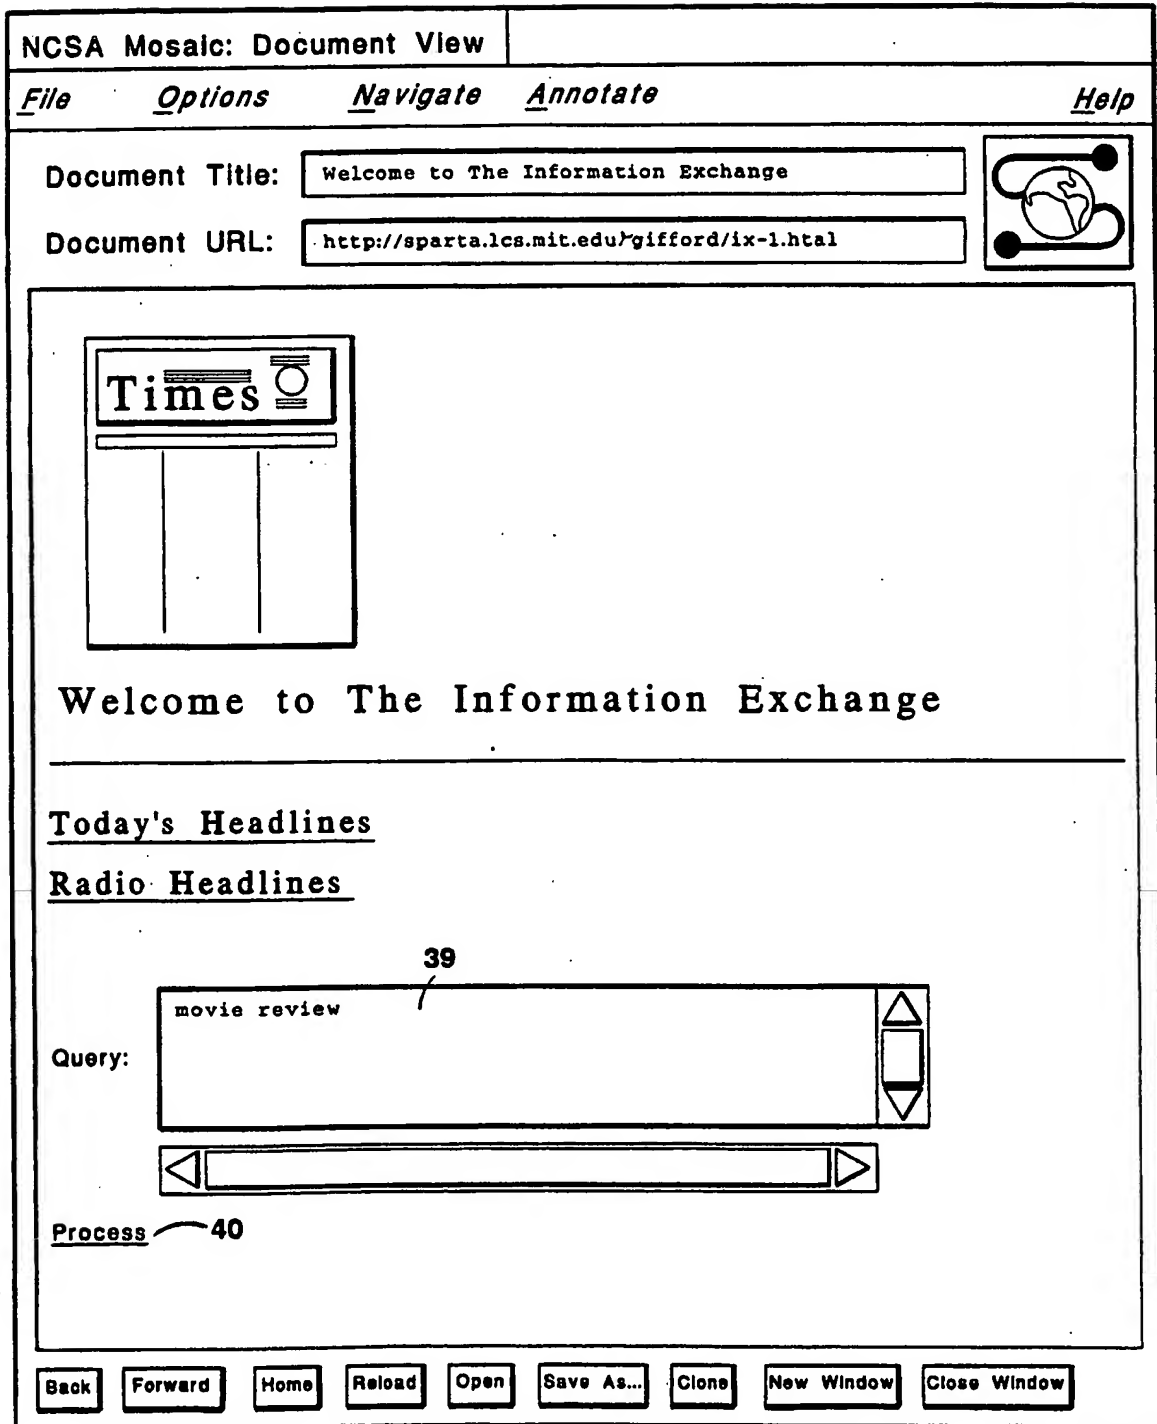 NCSA Mosaic: Document View
File Options Navigate Annotate Help
Document Title: Welcome to The Information Exchange
Document URL: http://sparta.lcs.mit.edu/~gifford/ix-1.htal
Times
Welcome to The Information Exchange
Today's Headlines
Radio Headlines
39
movie review
Query:
Process 40
Back Forward Home Reload Open Save As... Clone New Window Close Window